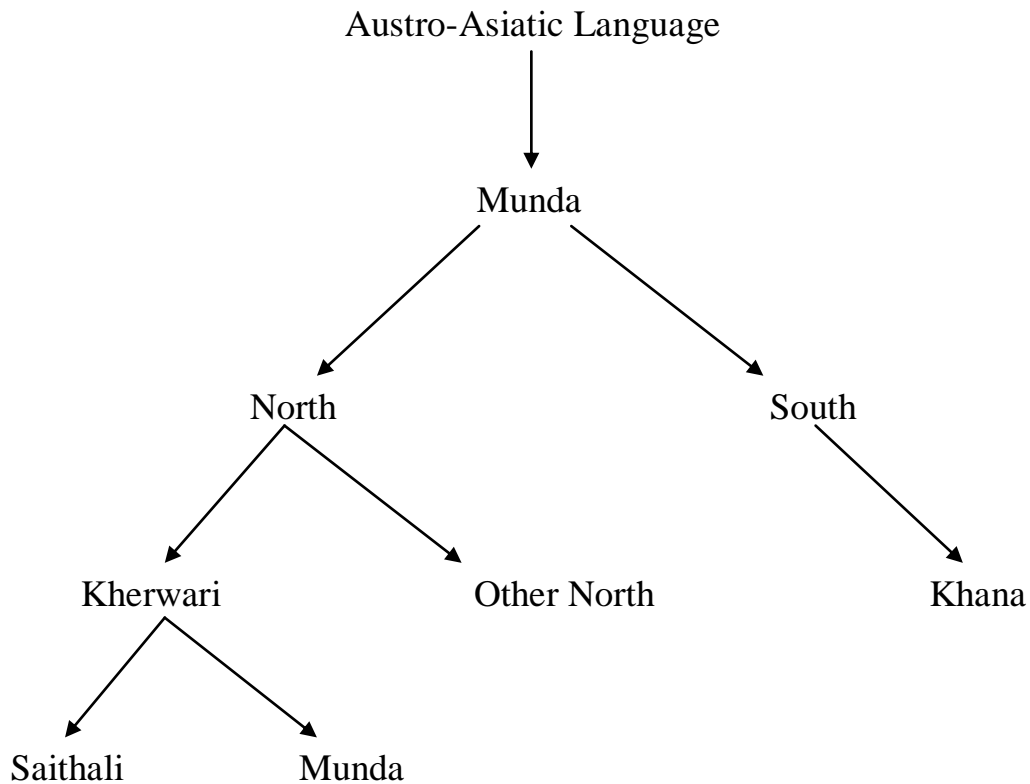 Austro-Asiatic Language
Munda
North South
Kherwari Other North Khana
Saithali Munda